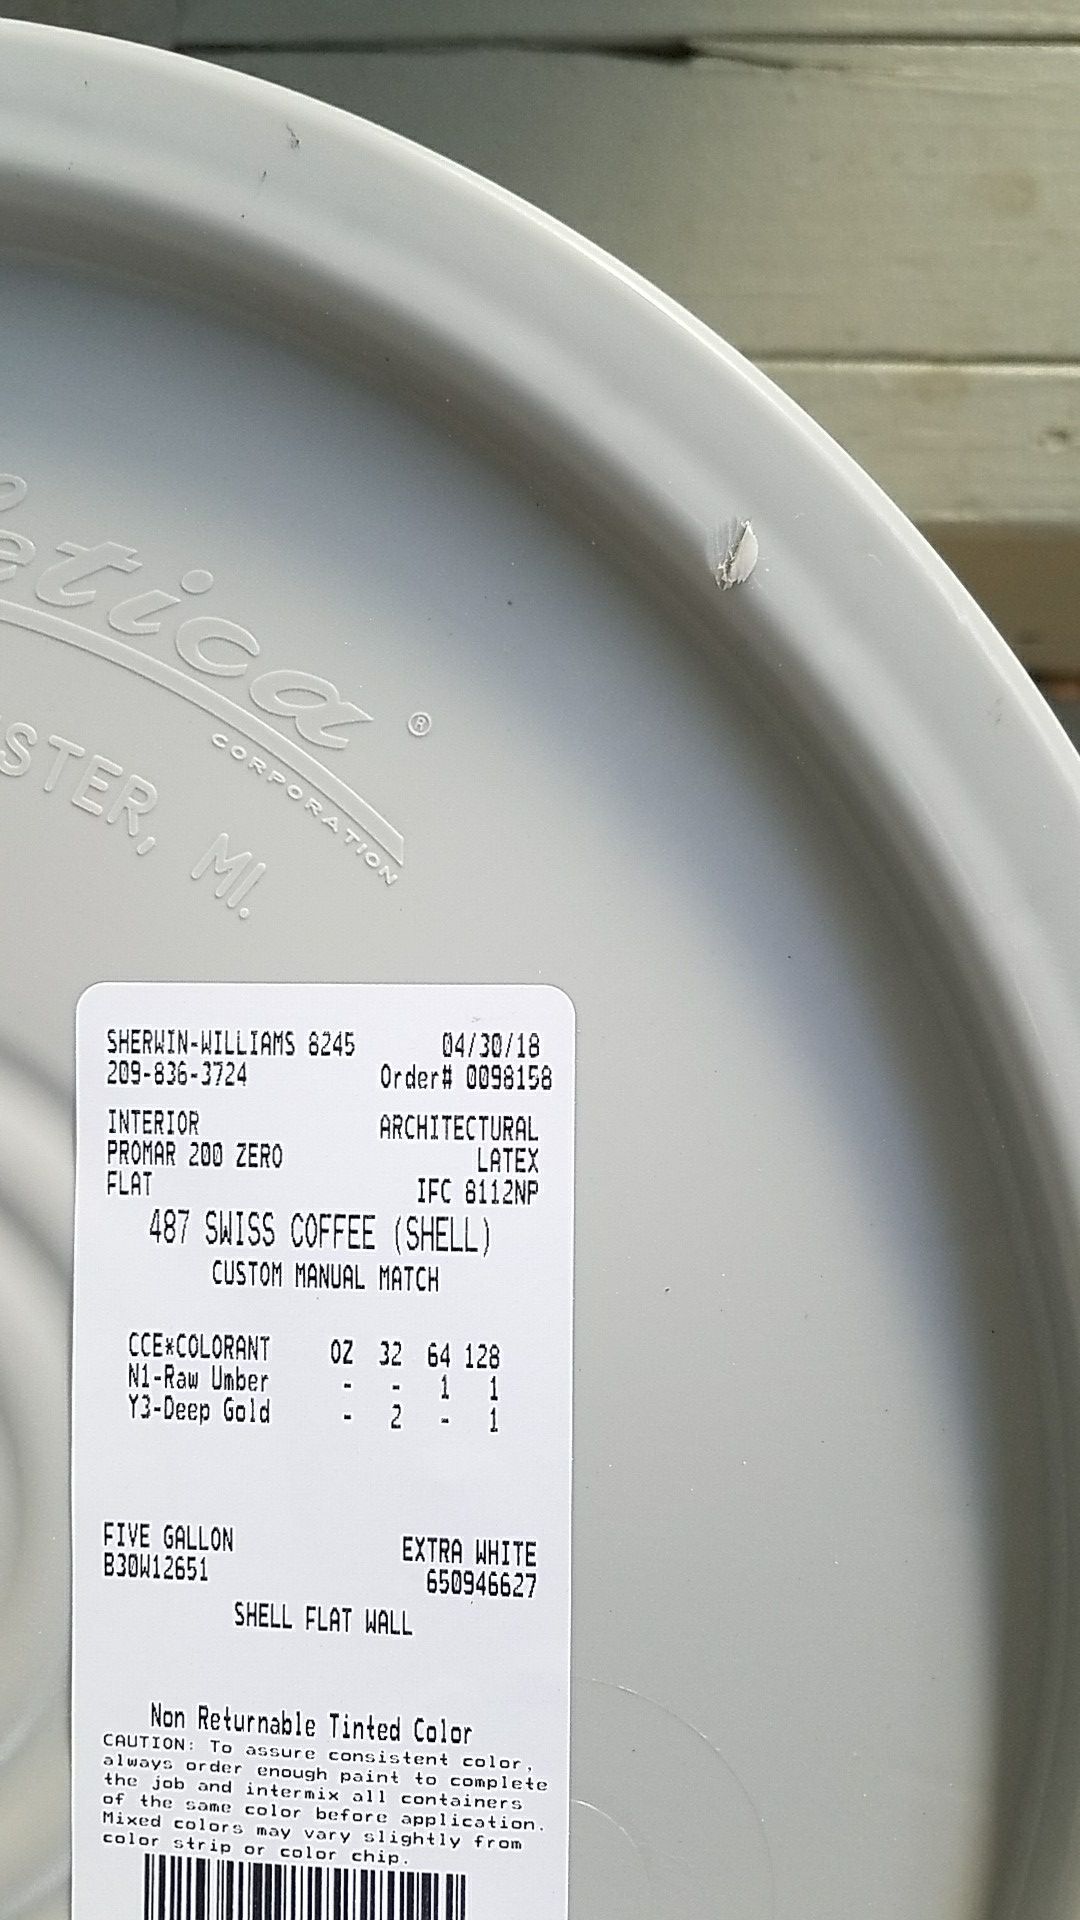 etica ®
CORPORATION
STER, MI.
SHERWIN-WILLIAMS 8245 04/30/18
209-836-3724 Order# 0098158
INTERIOR ARCHITECTURAL
PROMAR 200 ZERO LATEX
FLAT IFC 8112NP
487 SWISS COFFEE (SHELL)
CUSTOM MANUAL MATCH
CCE*COLORANT OZ 32 64 128
N1-Raw Umber - - 1 1
Y3-Deep Gold - 2 - 1
FIVE GALLON EXTRA WHITE
B30W12651 650946627
SHELL FLAT WALL
Non Returnable Tinted Color
CAUTION: To assure consistent color,
always order enough paint to complete
the job and intermix all containers
of the same color before application.
Mixed colors may vary slightly from
color strip or color chip.